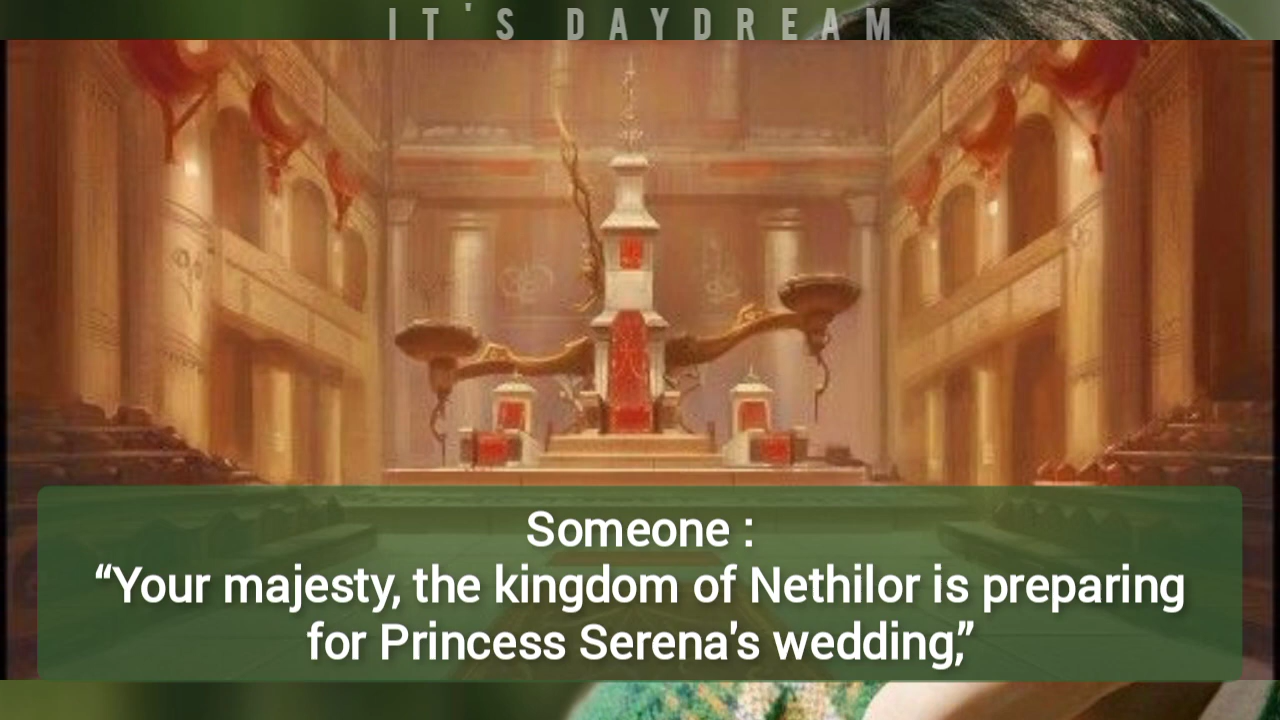 IT'S DAYDREAM
Someone :
“Your majesty, the kingdom of Nethilor is preparing
for Princess Serena's wedding,”